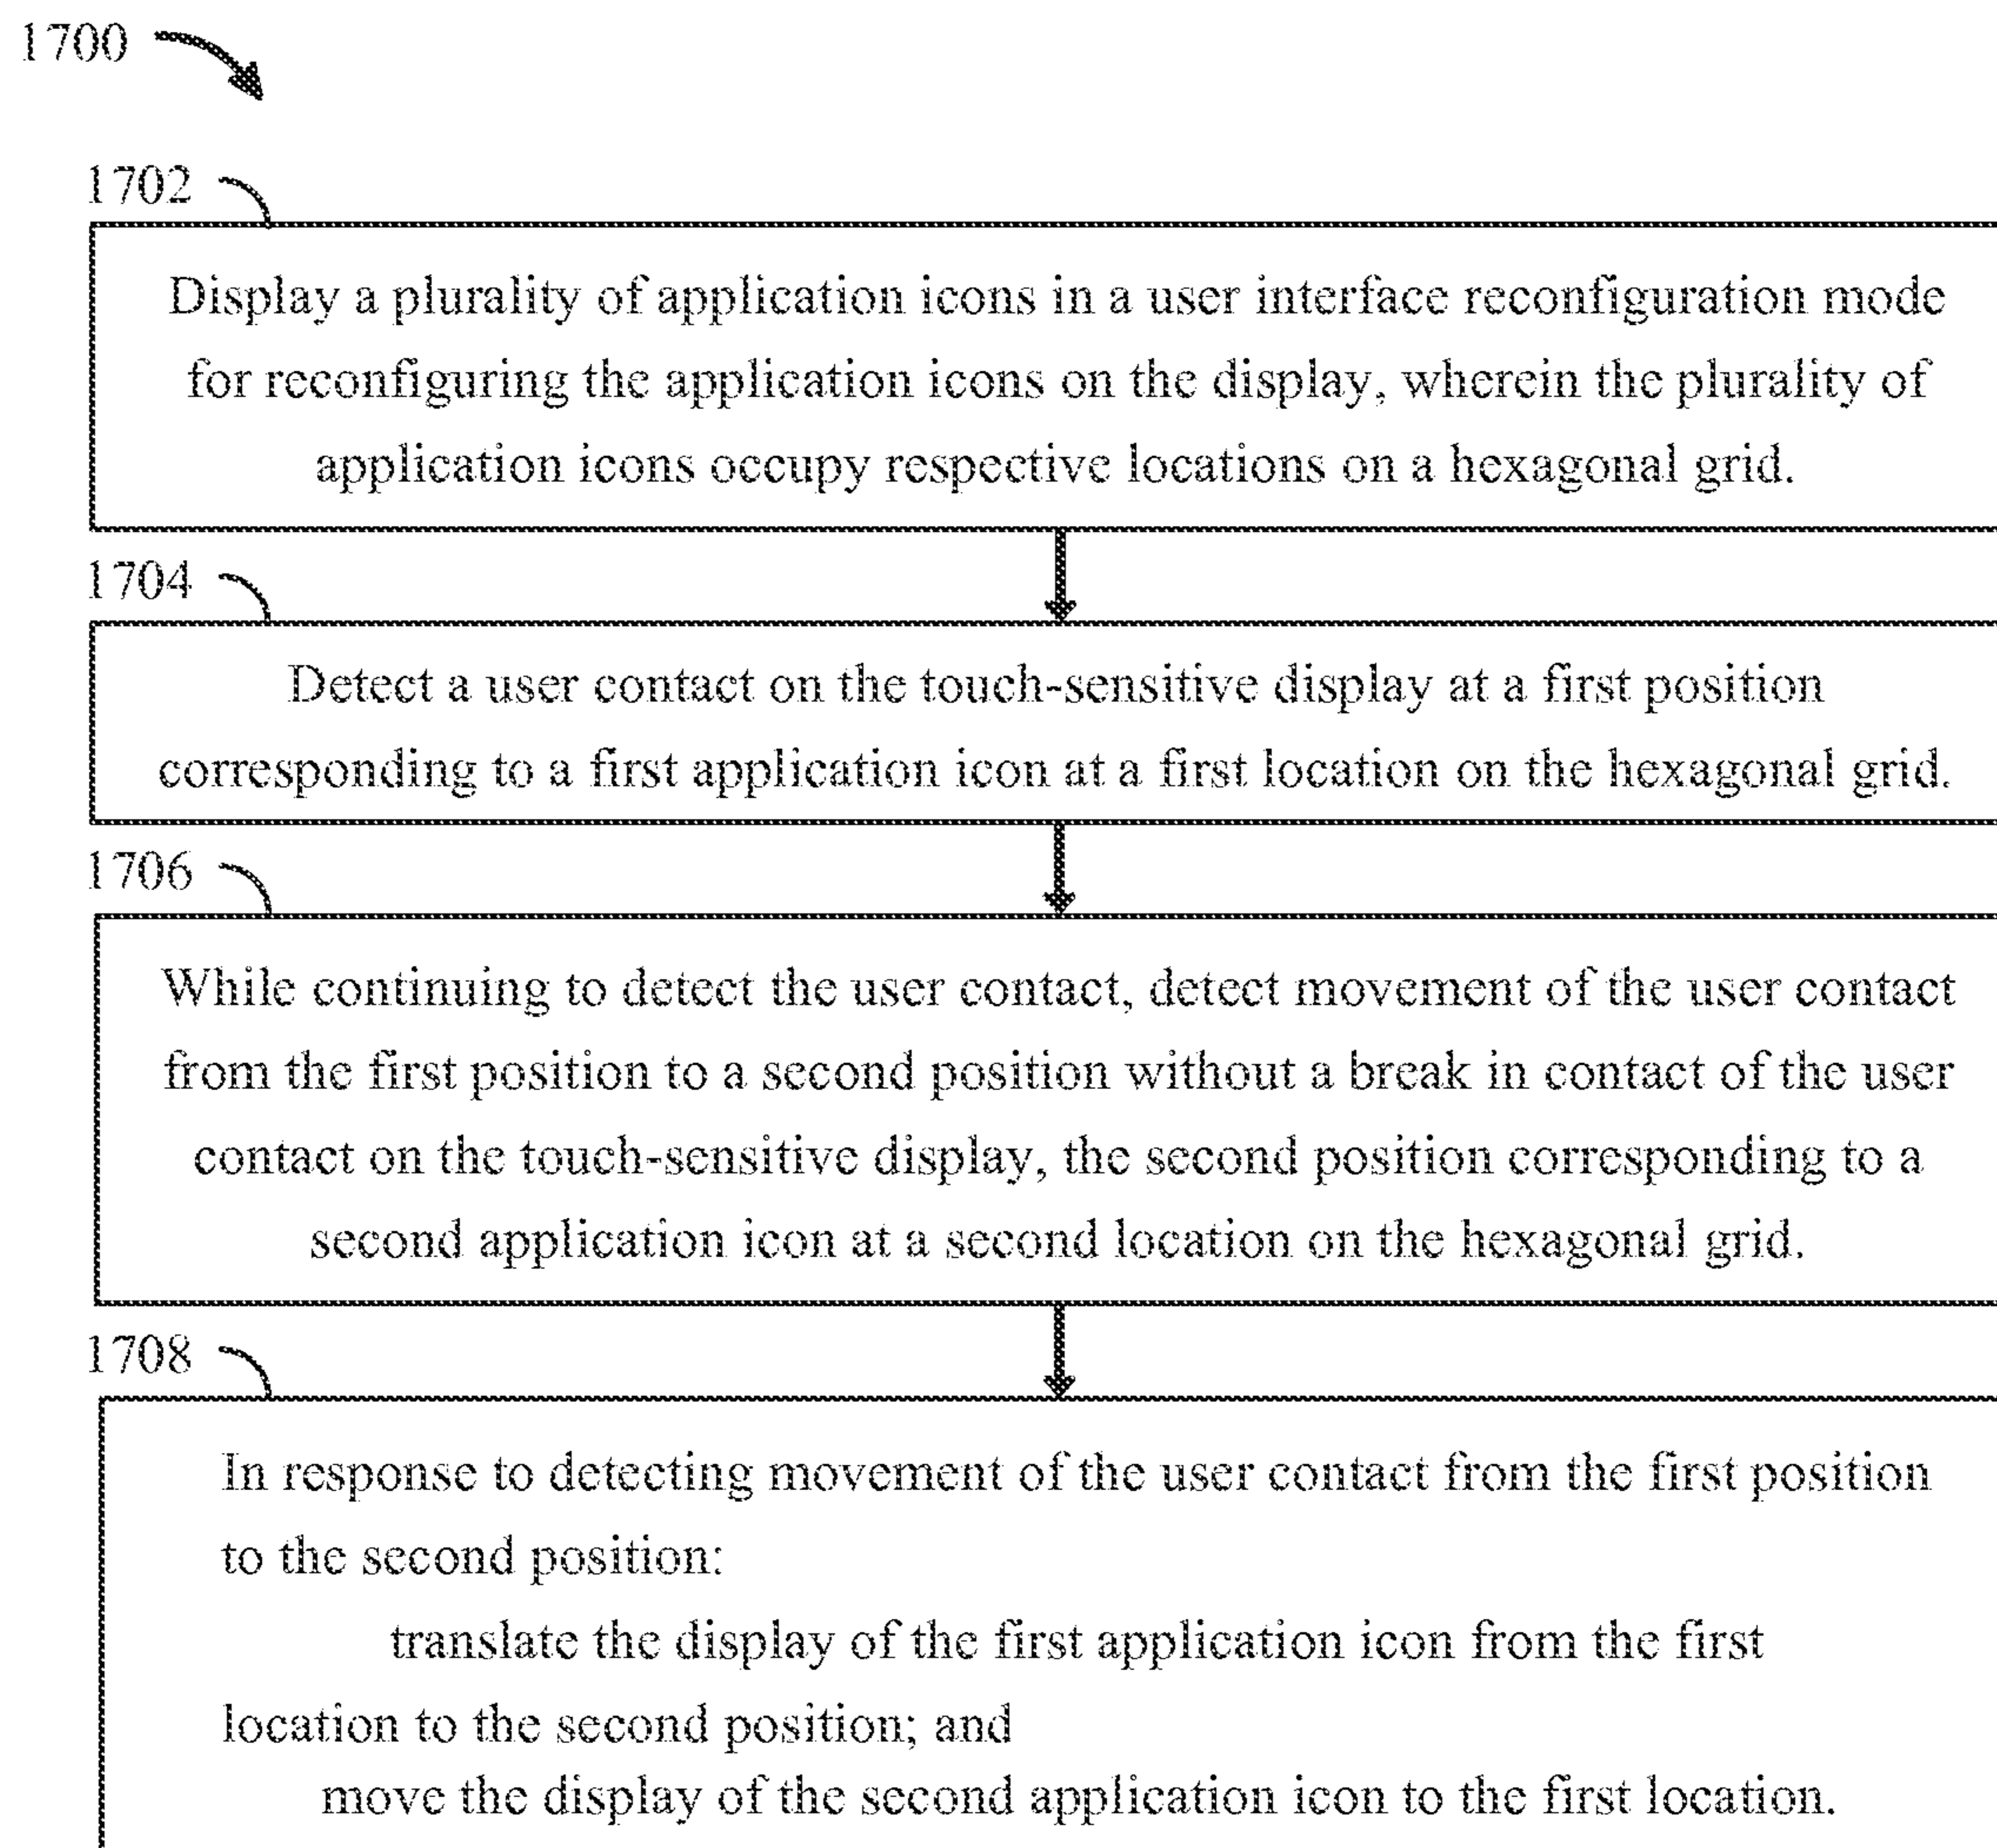 1700
1702
Display a plurality of application icons in a user interface reconfiguration mode
for reconfiguring the application icons on the display, wherein the plurality of
application icons occupy respective locations on a hexagonal grid.
1704
Detect a user contact on the touch-sensitive display at a first position
corresponding to a first application icon at a first location on the hexagonal grid.
1706
While continuing to detect the user contact, detect movement of the user contact
from the first position to a second position without a break in contact of the user
contact on the touch-sensitive display, the second position corresponding to a
second application icon at a second location on the hexagonal grid.
1708
In response to detecting movement of the user contact from the first position
to the second position:
translate the display of the first application icon from the first
location to the second position; and
move the display of the second application icon to the first location.